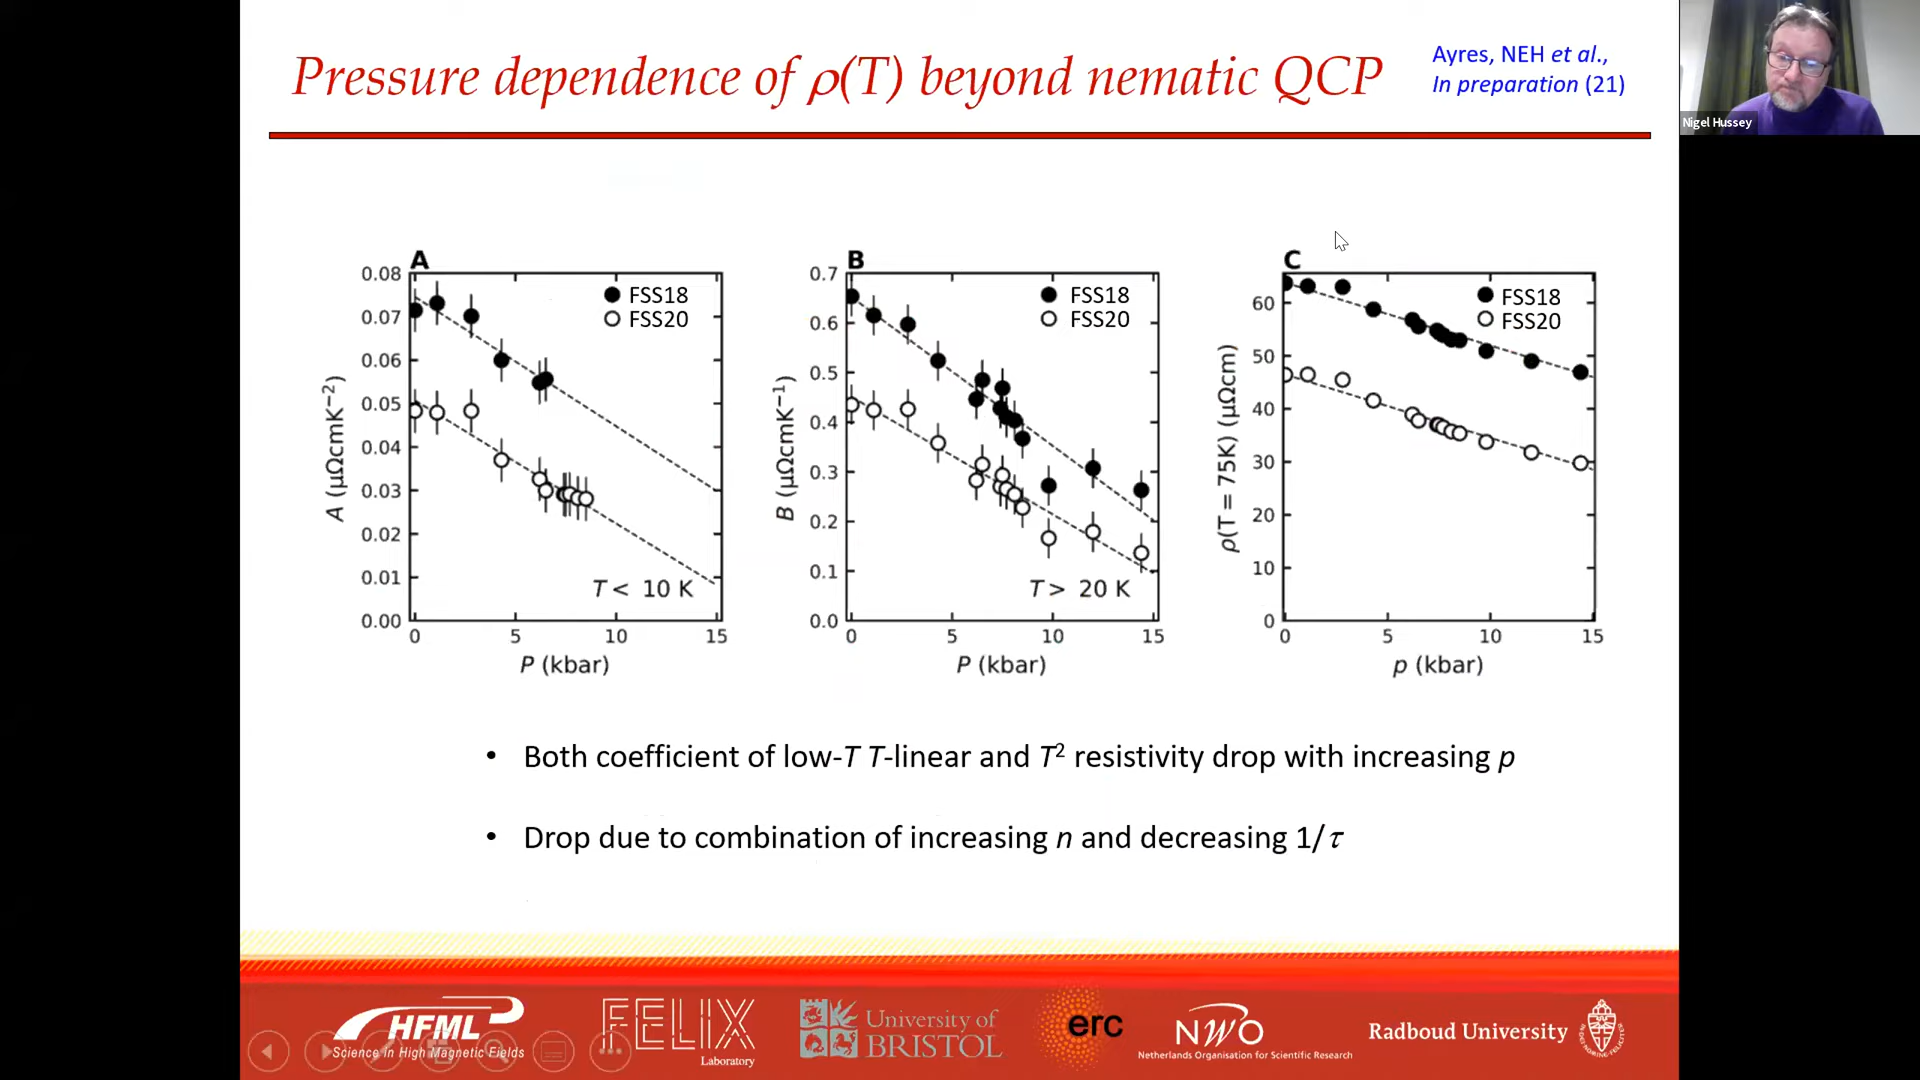 Pressure dependence of ρ(T) beyond nematic QCP
Ayres, NEH et al.,
In preparation (21)
Nigel Hussey
A
0.08
0.07
0.06
0.05
0.04
0.03
0.02
0.01
0.00
A (μΩcmK⁻²)
FSS18
FSS20
T < 10 K
0 5 10 15
P (kbar)
B
0.7
0.6
0.5
0.4
0.3
0.2
0.1
0.0
B (μΩcmK⁻¹)
FSS18
FSS20
T > 20 K
0 5 10 15
P (kbar)
C
60
50
40
30
20
10
0
ρ(T = 75K) (μΩcm)
FSS18
FSS20
0 5 10 15
p (kbar)
• Both coefficient of low-T T-linear and T² resistivity drop with increasing p
• Drop due to combination of increasing n and decreasing 1/τ
HFML
Science in High Magnetic Fields
FELIX
Laboratory
University of
BRISTOL
erc
NWO
Netherlands Organisation for Scientific Research
Radboud University